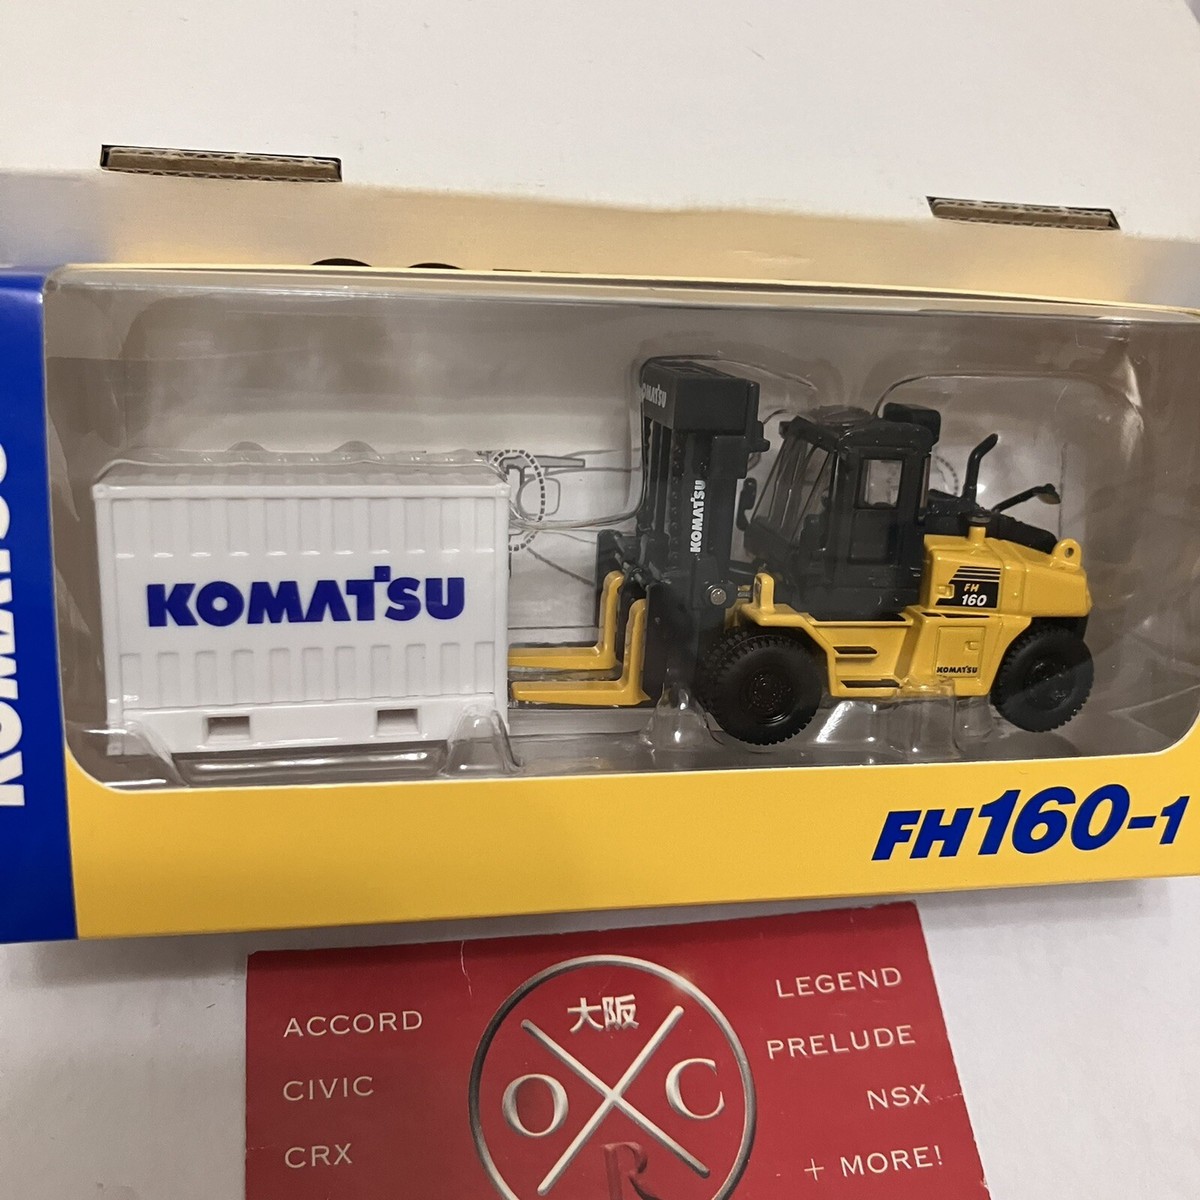 KOMATSU
KOMATSU
KOMATSU
KOMATSU
FH
160
KOMATSU
FH160-1
大阪
O C
R
ACCORD
CIVIC
CRX
LEGEND
PRELUDE
NSX
+ MORE!